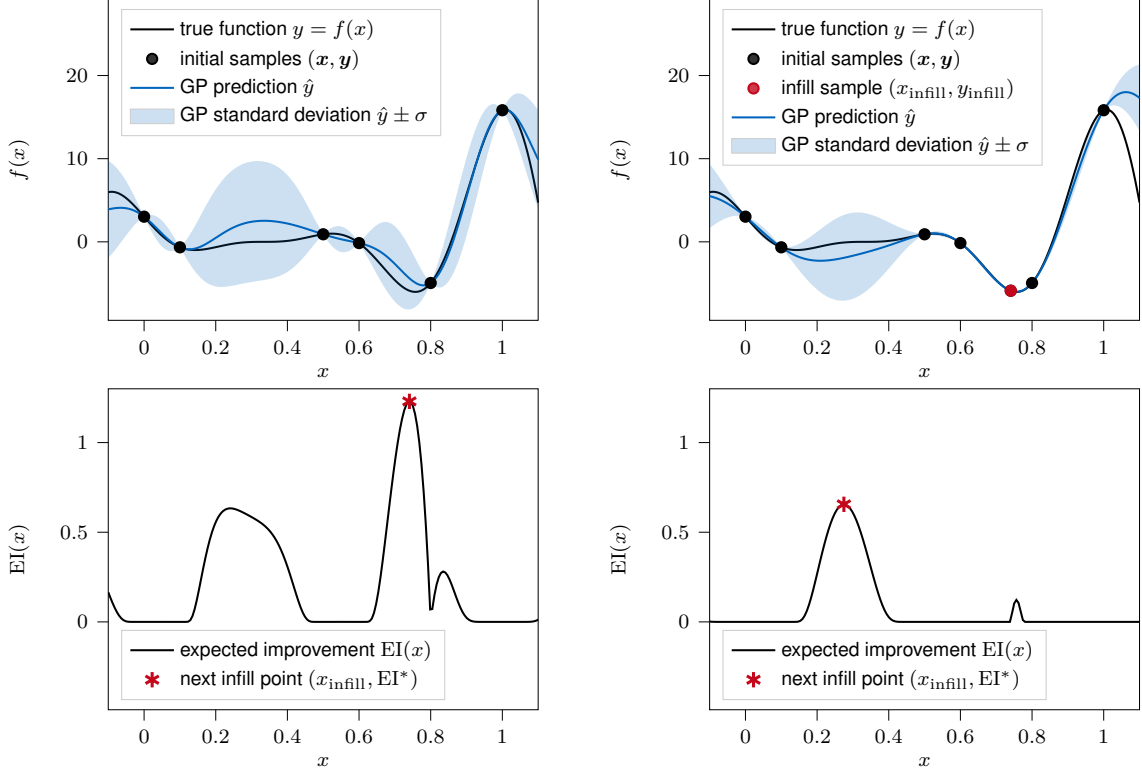 true function y = f(x)
initial samples (x, y)
GP prediction ŷ
GP standard deviation ŷ ± σ
20
10
0
f(x)
0
0.2
0.4
0.6
0.8
1
x
true function y = f(x)
initial samples (x, y)
infill sample (x_infill, y_infill)
GP prediction ŷ
GP standard deviation ŷ ± σ
20
10
0
f(x)
0
0.2
0.4
0.6
0.8
1
x
1
0.5
0
EI(x)
expected improvement EI(x)
next infill point (x_infill, EI*)
0
0.2
0.4
0.6
0.8
1
x
1
0.5
0
EI(x)
expected improvement EI(x)
next infill point (x_infill, EI*)
0
0.2
0.4
0.6
0.8
1
x